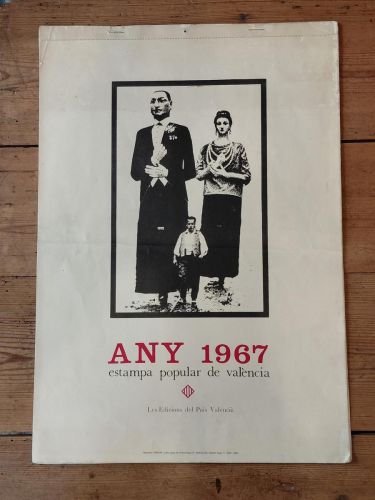 ANY 1967
estampa popular de valència
Les Edicions del País Valencià